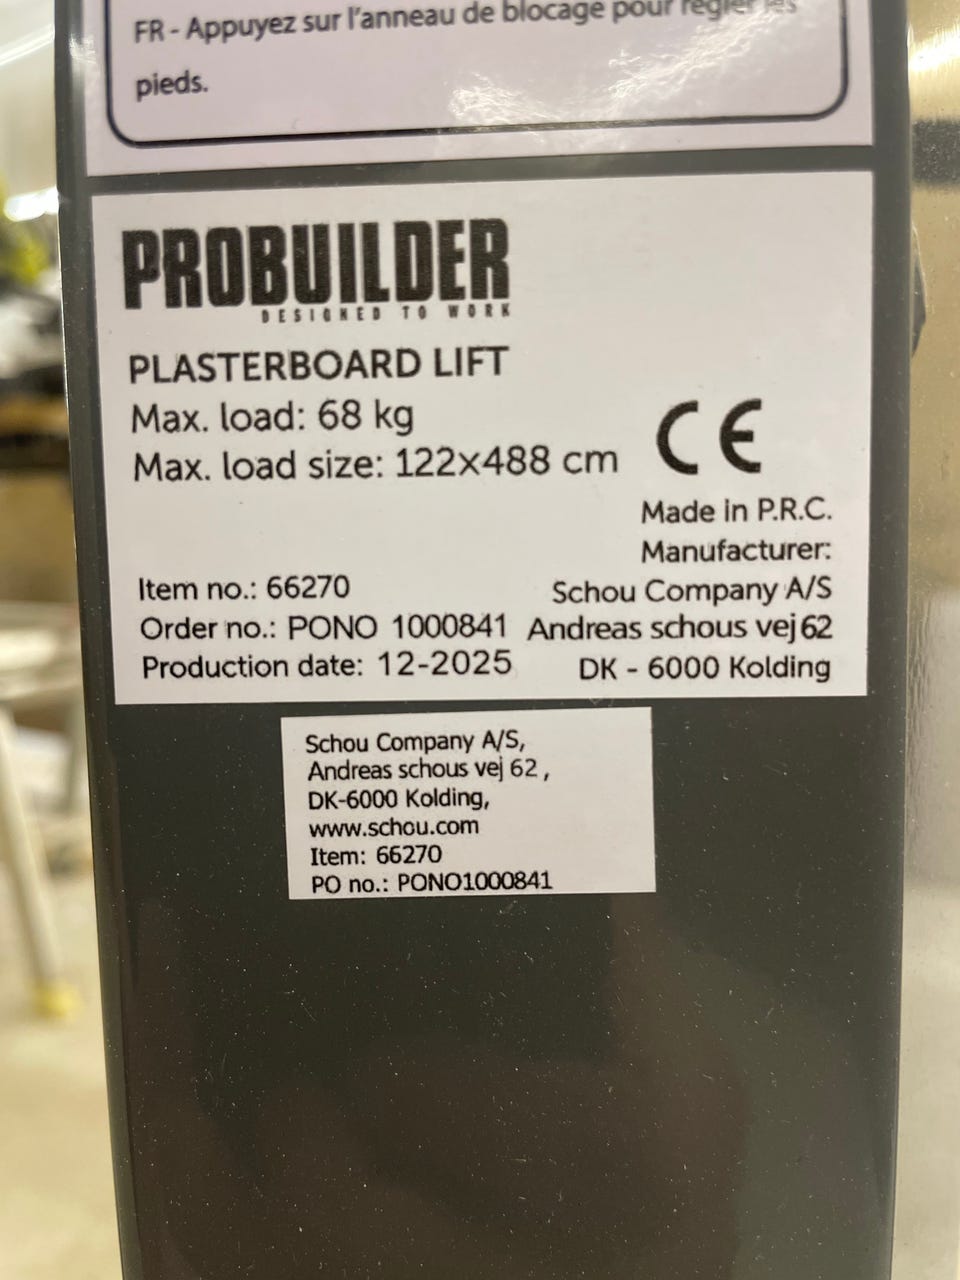 FR - Appuyez sur l'anneau de blocage pour régler les
pieds.
PROBUILDER
DESIGNED TO WORK
PLASTERBOARD LIFT
Max. load: 68 kg
Max. load size: 122x488 cm
CE
Made in P.R.C.
Manufacturer:
Item no.: 66270 Schou Company A/S
Order no.: PONO 1000841 Andreas schous vej 62
Production date: 12-2025 DK - 6000 Kolding
Schou Company A/S,
Andreas schous vej 62 ,
DK-6000 Kolding,
www.schou.com
Item: 66270
PO no.: PONO1000841